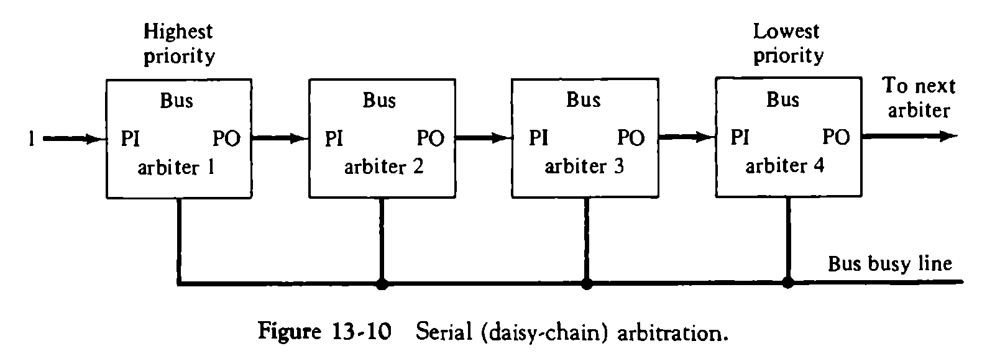 Highest
priority
Lowest
priority
Bus
PI PO
arbiter 1
Bus
PI PO
arbiter 2
Bus
PI PO
arbiter 3
Bus
PI PO
arbiter 4
1
To next
arbiter
Bus busy line
Figure 13-10 Serial (daisy-chain) arbitration.